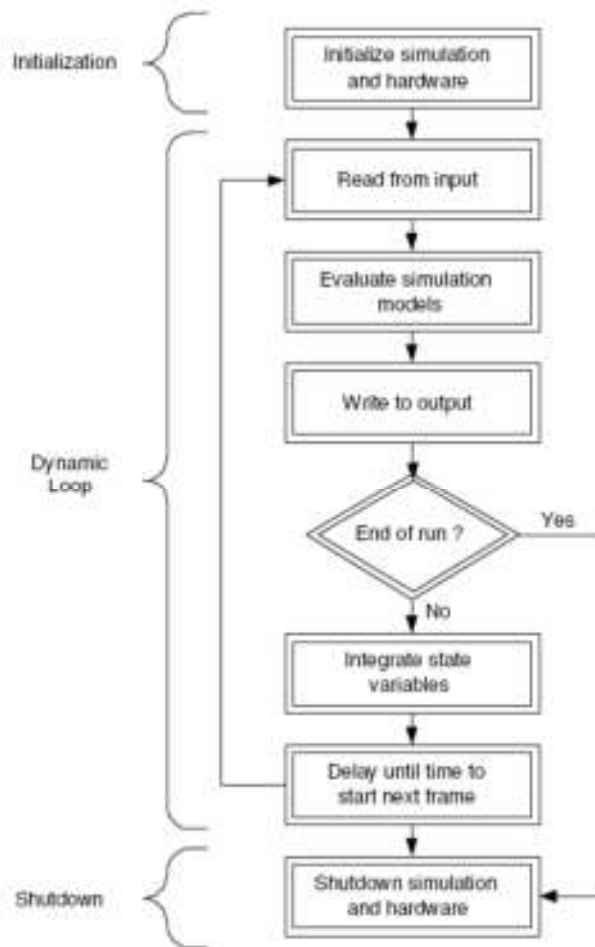 Initialization
Initialize simulation
and hardware
Read from input
Evaluate simulation
models
Write to output
Dynamic
Loop
End of run ?
Yes
No
Integrate state
variables
Delay until time to
start next frame
Shutdown
Shutdown simulation
and hardware